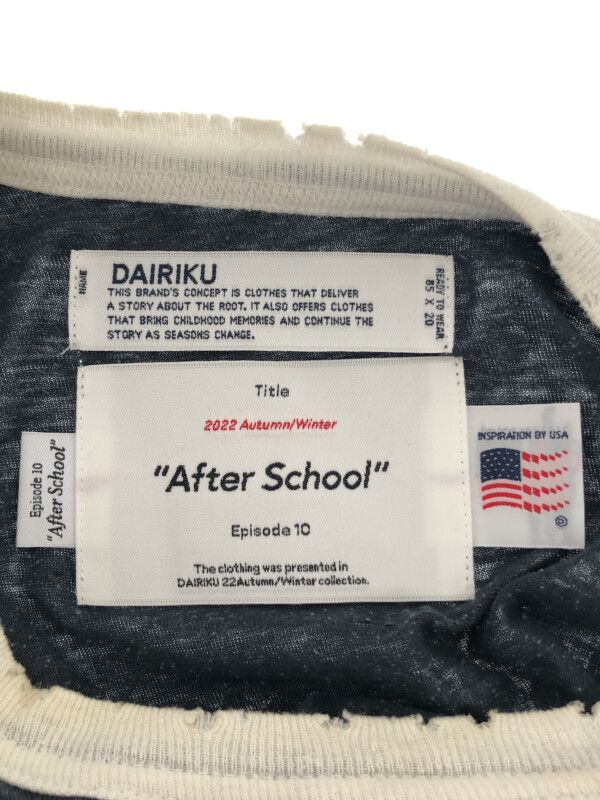 NAME
DAIRIKU
THIS BRAND'S CONCEPT IS CLOTHES THAT DELIVER
A STORY ABOUT THE ROOT. IT ALSO OFFERS CLOTHES
THAT BRING CHILDHOOD MEMORIES AND CONTINUE THE
STORY AS SEASONS CHANGE.
READY TO WEAR
85 X 20
Title
2022 Autumn/Winter
"After School"
Episode 10
The clothing was presented in
DAIRIKU 22Autumn/Winter collection.
Episode 10
"After School"
INSPIRATION BY USA
D